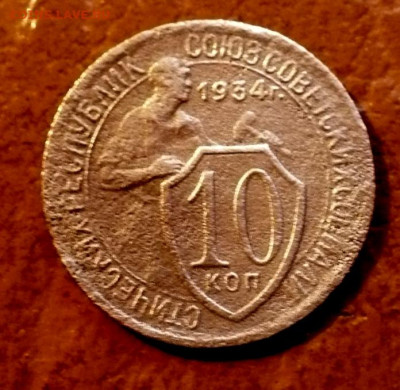 СОЮЗ СОВЕТСКИХ СОЦИАЛИ
СТИЧЕСКИХ РЕСПУБЛИК
1934г.
10
КОП